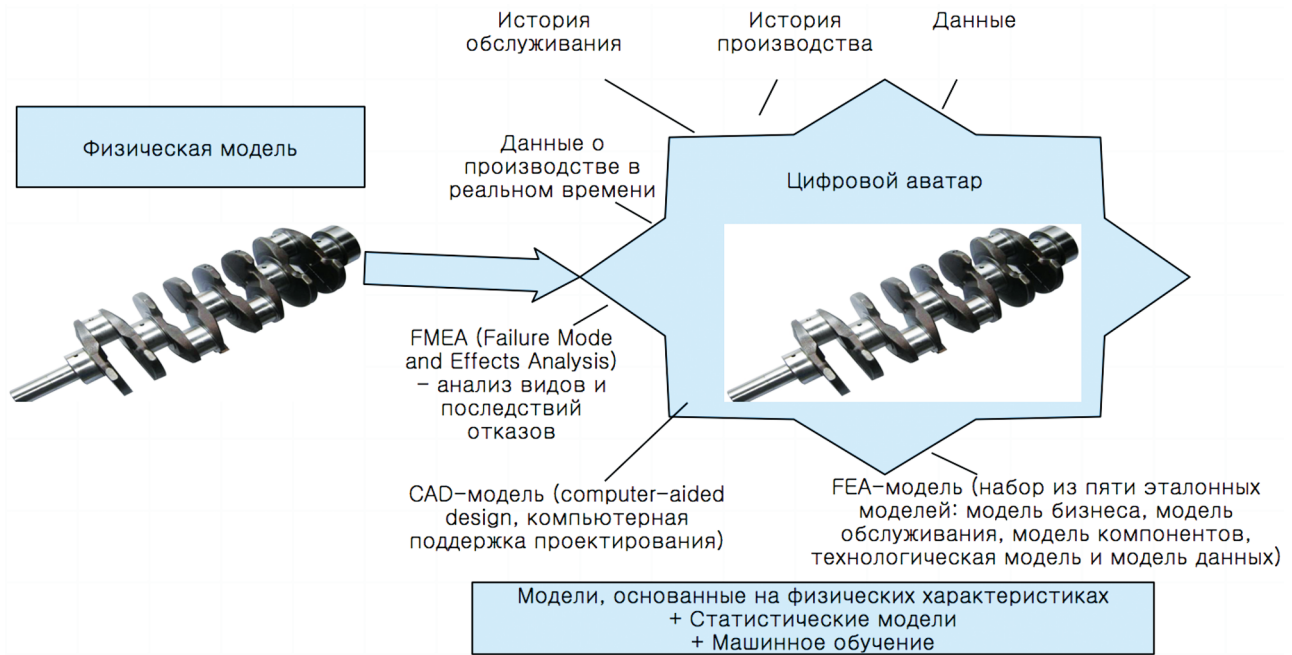 История
обслуживания
История
производства
Данные
Физическая модель
Данные о
производстве в
реальном времени
Цифровой аватар
FMEA (Failure Mode
and Effects Analysis)
– анализ видов и
последствий
отказов
CAD-модель (computer-aided
design, компьютерная
поддержка проектирования)
FEA-модель (набор из пяти эталонных
моделей: модель бизнеса, модель
обслуживания, модель компонентов,
технологическая модель и модель данных)
Модели, основанные на физических характеристиках
+ Статистические модели
+ Машинное обучение